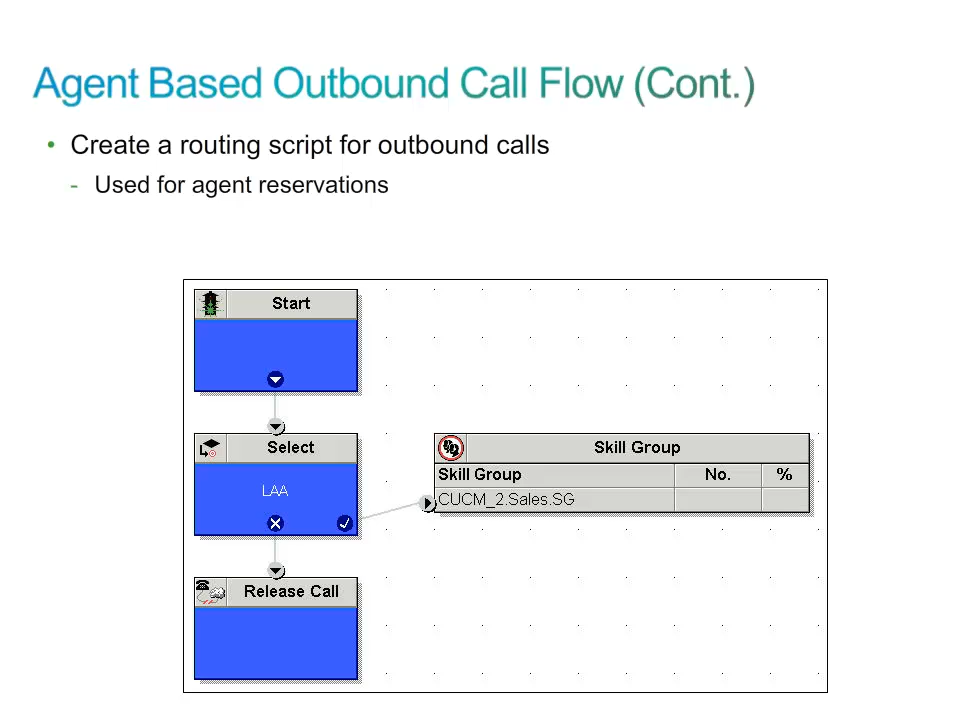 Agent Based Outbound Call Flow (Cont.)
• Create a routing script for outbound calls
- Used for agent reservations
Start
Select
LAA
Skill Group
Skill Group No. %
CUCM_2.Sales.SG
Release Call